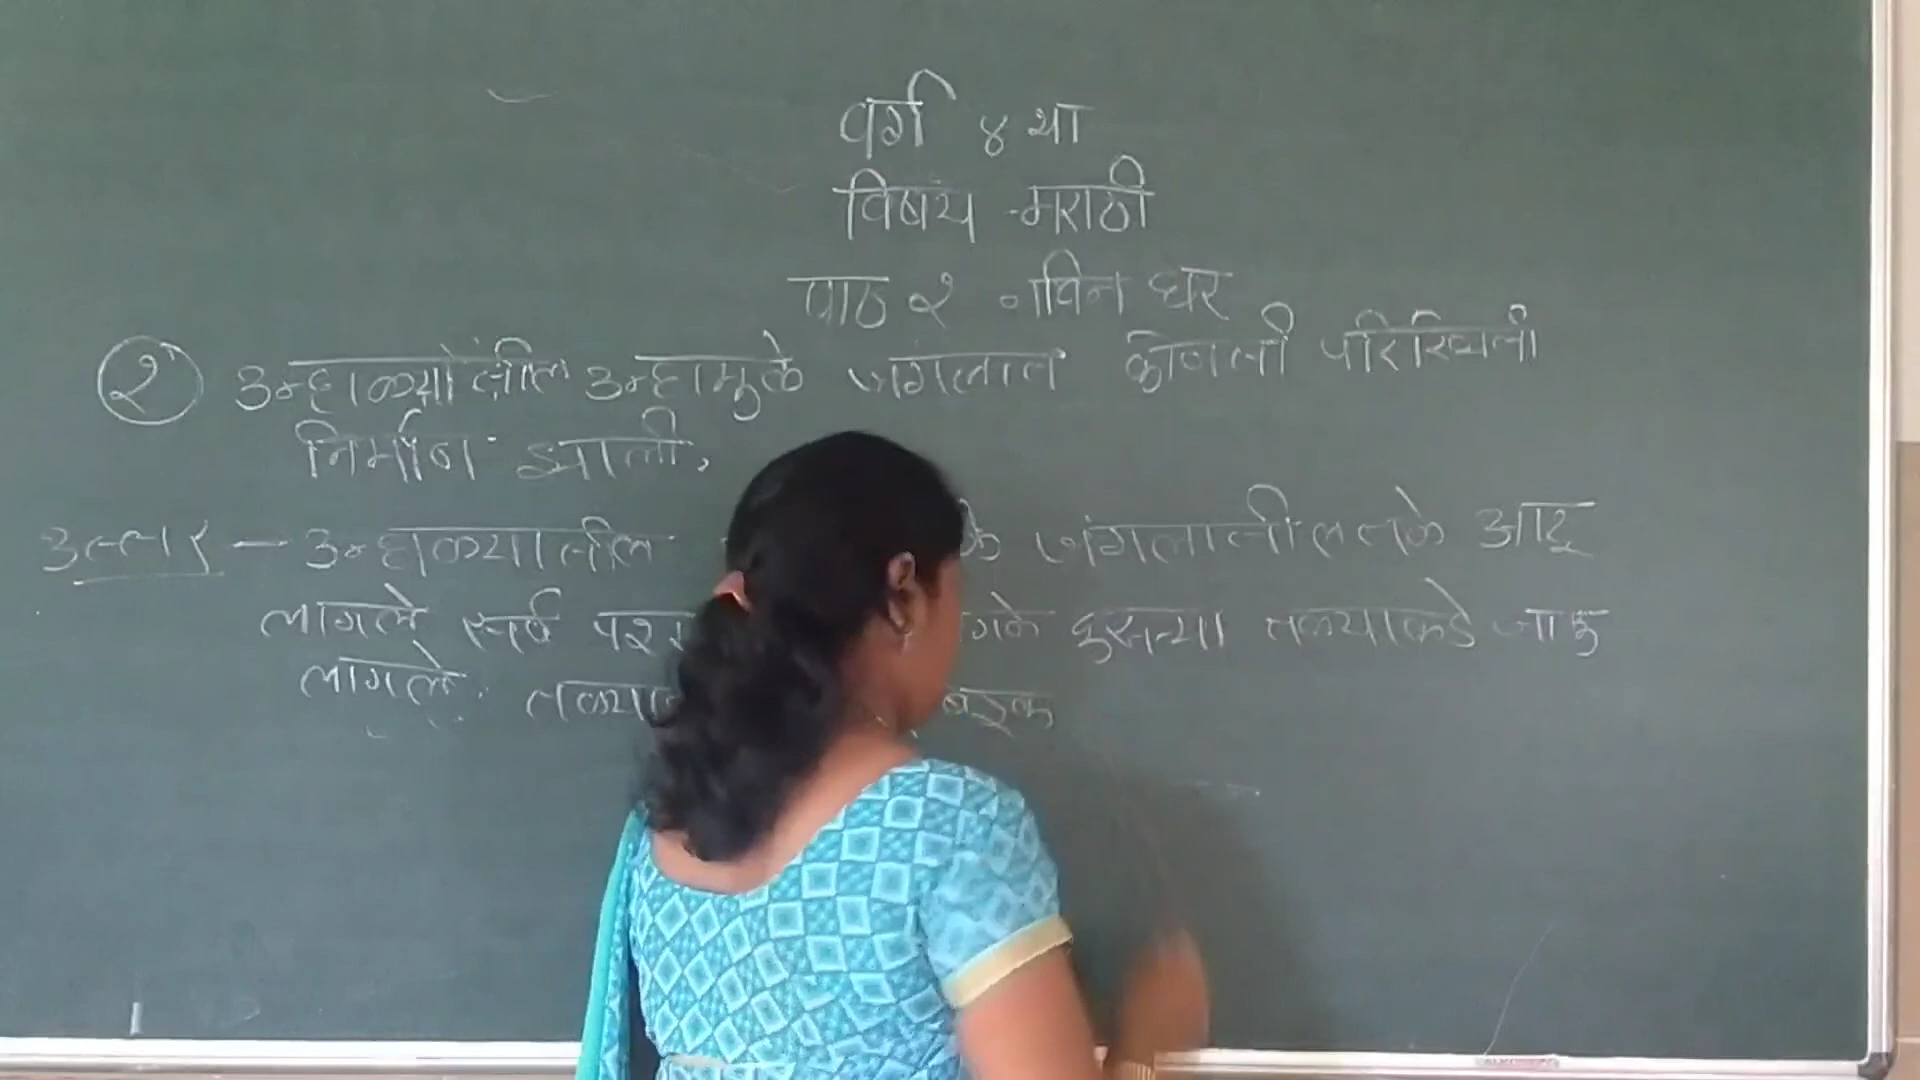 वर्ग ४ था
विषय - मराठी
पाठ २ नविन घर
२ उन्हाळ्यातील उन्हामुळे जंगलात कोणती परिस्थिती
निर्माण झाली.
उत्तर - उन्हाळ्यातील जंगलातील तळे आटू
लागले सर्व दुसऱ्या तळ्याकडे जाऊ
लागले. बेडूक